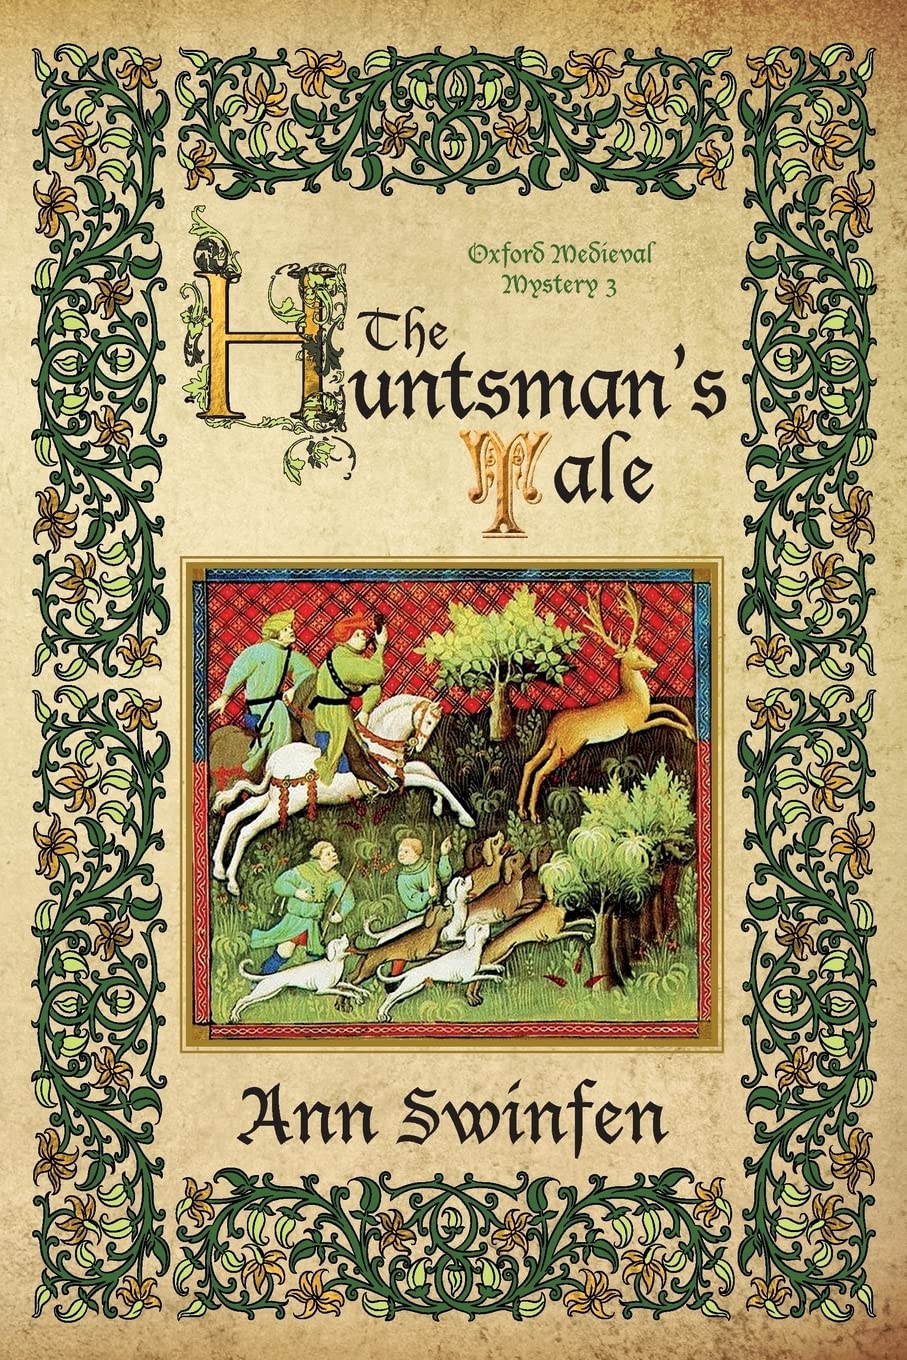 Oxford Medieval
Mystery 3
The
Huntsman's
Tale
Ann Swinfen